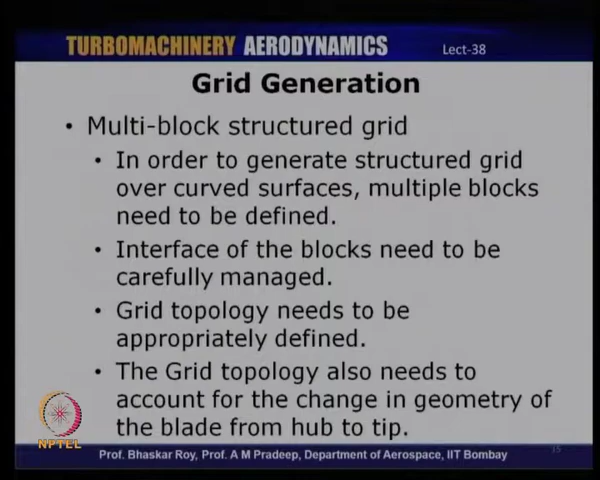 TURBOMACHINERY AERODYNAMICS Lect-38
Grid Generation
• Multi-block structured grid
• In order to generate structured grid
over curved surfaces, multiple blocks
need to be defined.
• Interface of the blocks need to be
carefully managed.
• Grid topology needs to be
appropriately defined.
• The Grid topology also needs to
account for the change in geometry of
the blade from hub to tip.
NPTEL
Prof. Bhaskar Roy, Prof. A M Pradeep, Department of Aerospace, IIT Bombay
15